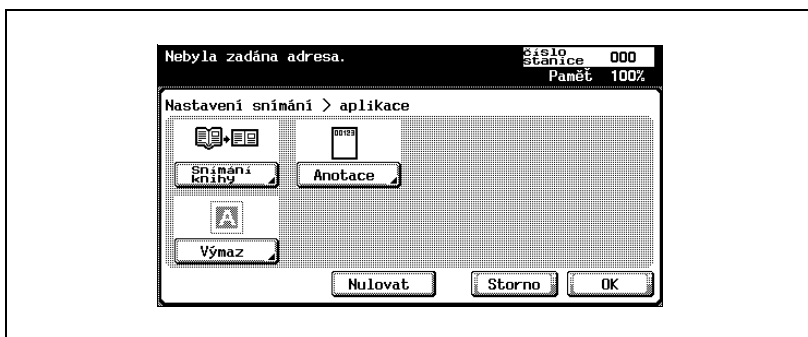 Nebyla zadána adresa.
číslo
stanice 000
Paměť 100%
Nastavení snímání > aplikace
00123
Snímání
knihy
Anotace
A
Výmaz
Nulovat
Storno
OK